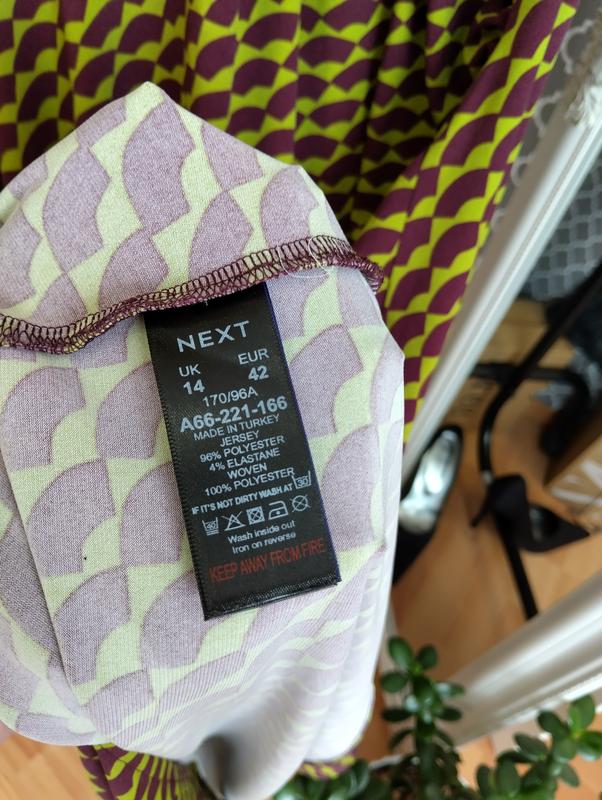 NEXT
UK EUR
14 42
170/96A
A66-221-166
MADE IN TURKEY
JERSEY
96% POLYESTER
4% ELASTANE
WOVEN
100% POLYESTER
IF IT'S NOT DIRTY WASH AT 30
40
Wash inside out
Iron on reverse
KEEP AWAY FROM FIRE